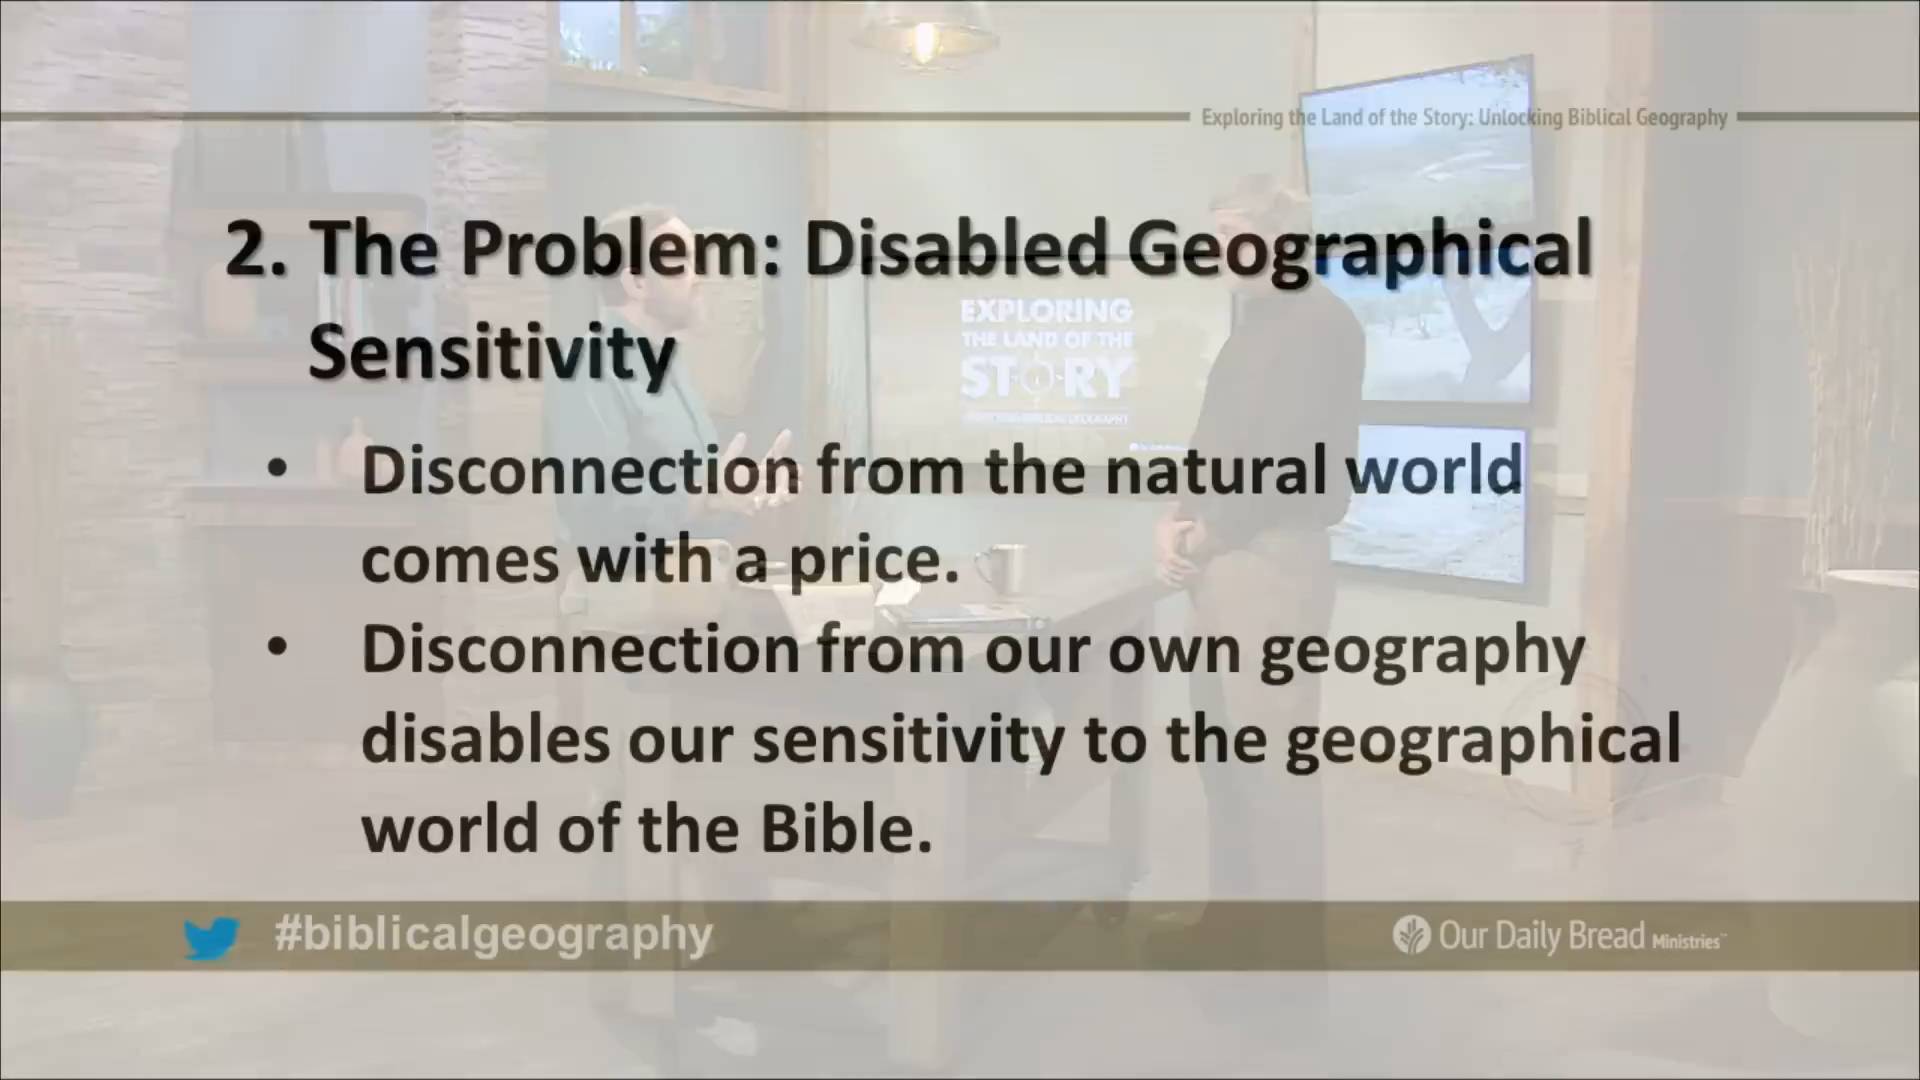 Exploring the Land of the Story: Unlocking Biblical Geography
2. The Problem: Disabled Geographical
Sensitivity
EXPLORING
THE LAND OF THE
STORY
• Disconnection from the natural world
comes with a price.
• Disconnection from our own geography
disables our sensitivity to the geographical
world of the Bible.
#biblicalgeography
Our Daily Bread Ministries™